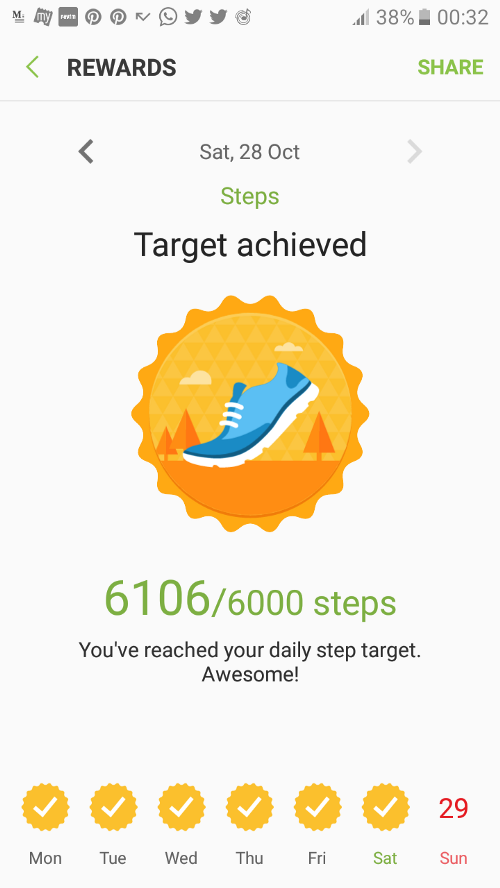 38% 00:32
REWARDS SHARE
Sat, 28 Oct
Steps
Target achieved
6106/6000 steps
You've reached your daily step target.
Awesome!
29
Mon Tue Wed Thu Fri Sat Sun